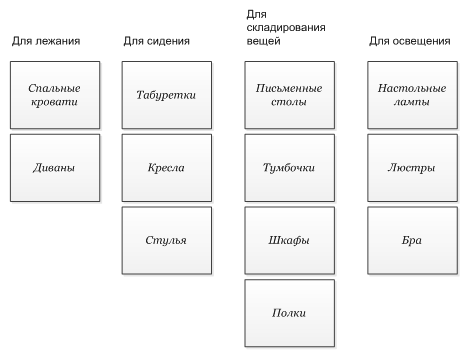 Для лежания
Спальные
кровати
Диваны
Для сидения
Табуретки
Кресла
Стулья
Для
складирования
вещей
Письменные
столы
Тумбочки
Шкафы
Полки
Для освещения
Настольные
лампы
Люстры
Бра